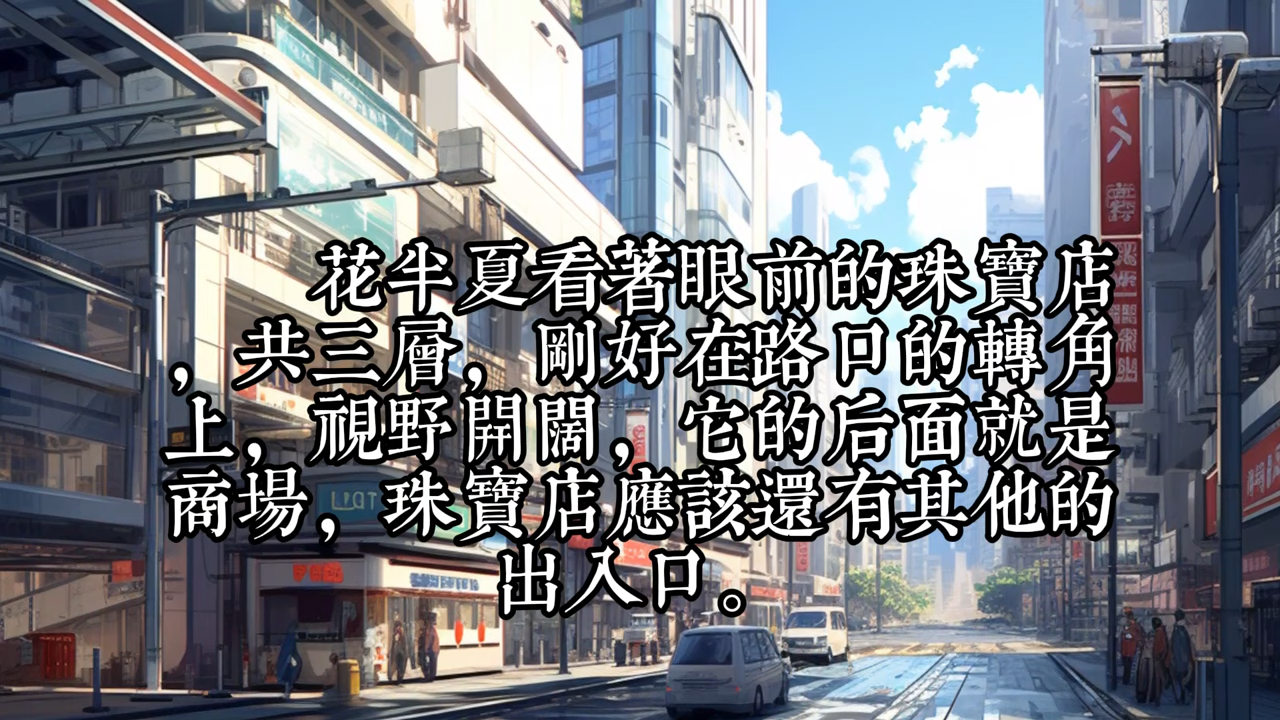 花半夏看著眼前的珠寶店
，共三層，剛好在路口的轉角
上，視野開闊，它的后面就是
商場，珠寶店應該還有其他的
出入口。
LIOT